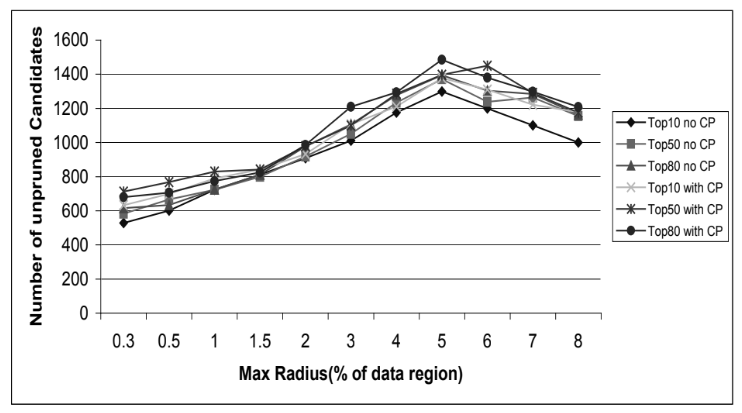 Number of unpruned Candidates
1600
1400
1200
1000
800
600
400
200
0
0.3 0.5 1 1.5 2 3 4 5 6 7 8
Max Radius(% of data region)
Top10 no CP
Top50 no CP
Top80 no CP
Top10 with CP
Top50 with CP
Top80 with CP